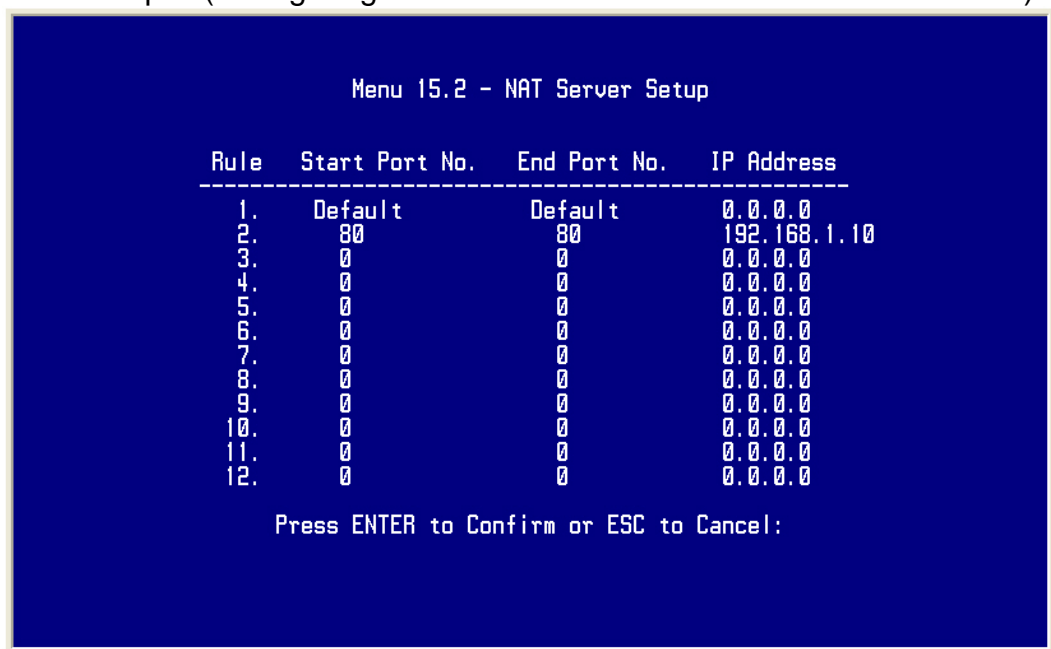 Menu 15.2 - NAT Server Setup
Rule Start Port No. End Port No. IP Address
---------------------------------------------------
1. Default Default 0.0.0.0
2. 80 80 192.168.1.10
3. 0 0 0.0.0.0
4. 0 0 0.0.0.0
5. 0 0 0.0.0.0
6. 0 0 0.0.0.0
7. 0 0 0.0.0.0
8. 0 0 0.0.0.0
9. 0 0 0.0.0.0
10. 0 0 0.0.0.0
11. 0 0 0.0.0.0
12. 0 0 0.0.0.0
Press ENTER to Confirm or ESC to Cancel: